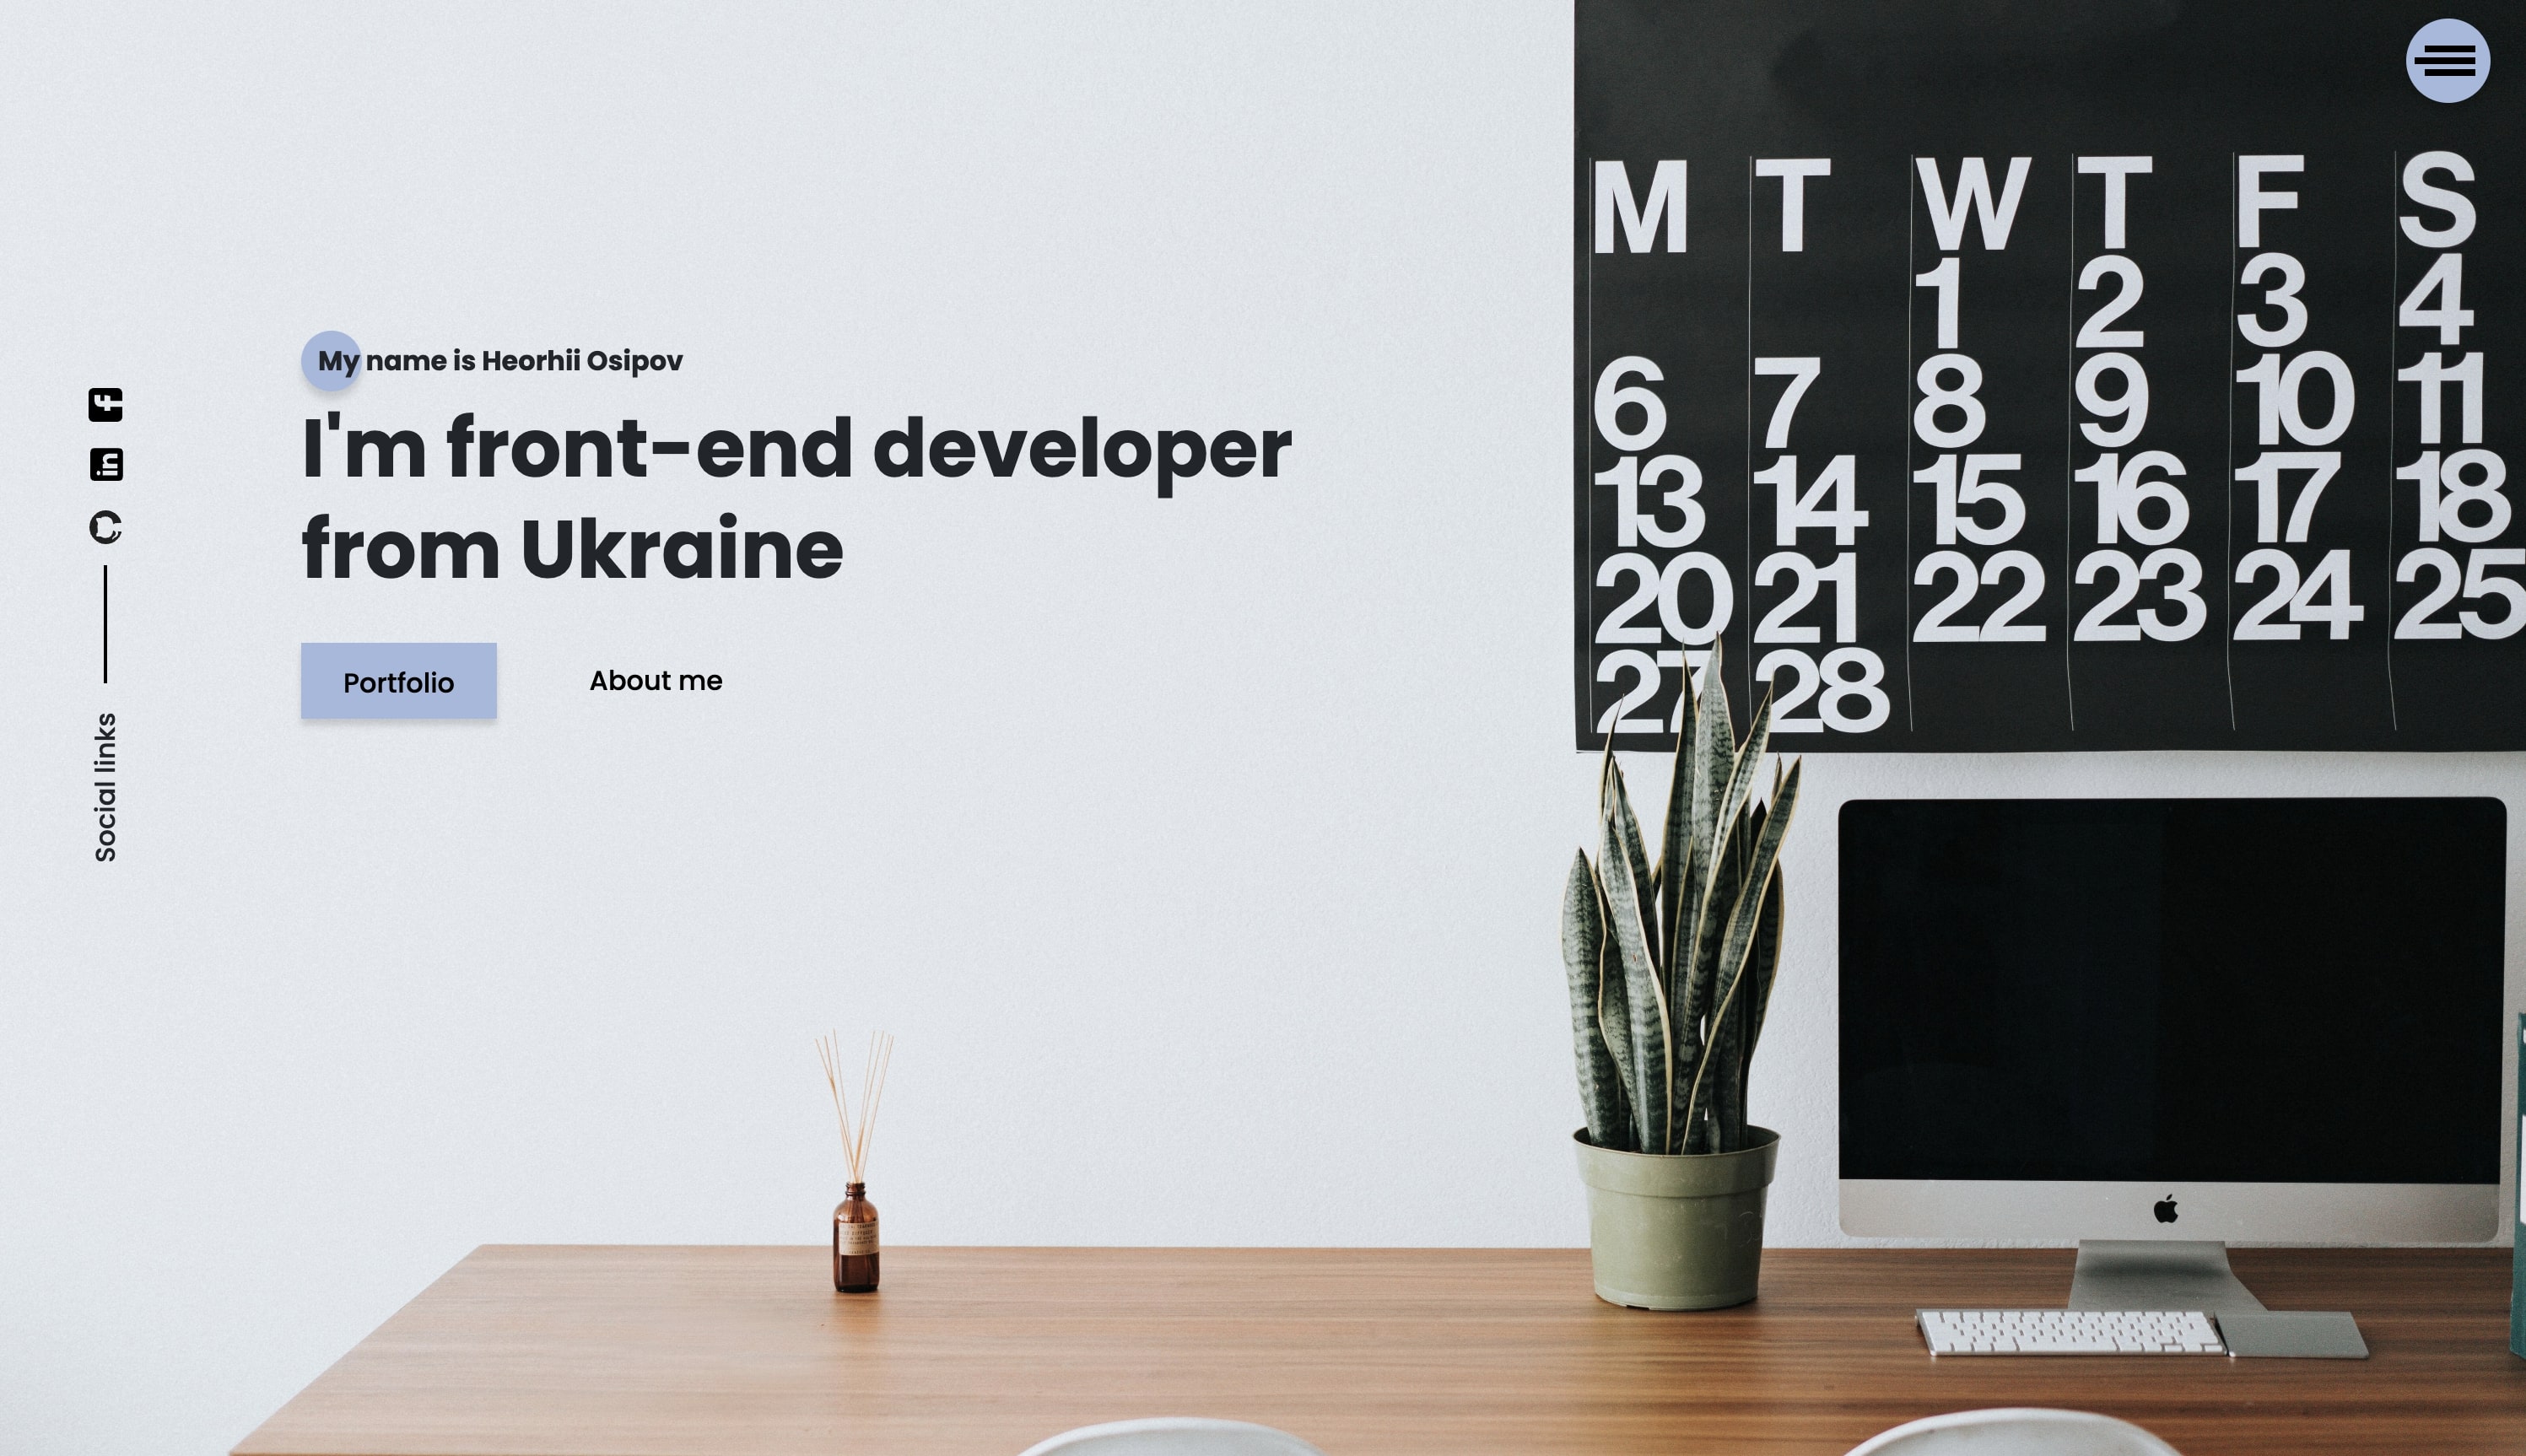 My name is Heorhii Osipov
I'm front-end developer
from Ukraine
Portfolio
About me
Social links
M T W T F S
1 2 3 4
6 7 8 9 10 11
13 14 15 16 17 18
20 21 22 23 24 25
27 28